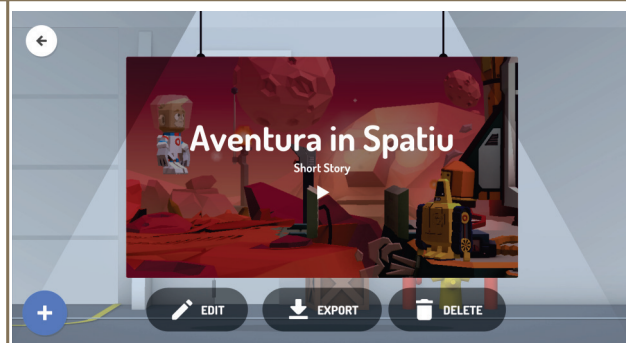 Aventura in Spatiu
Short Story
EDIT
EXPORT
DELETE